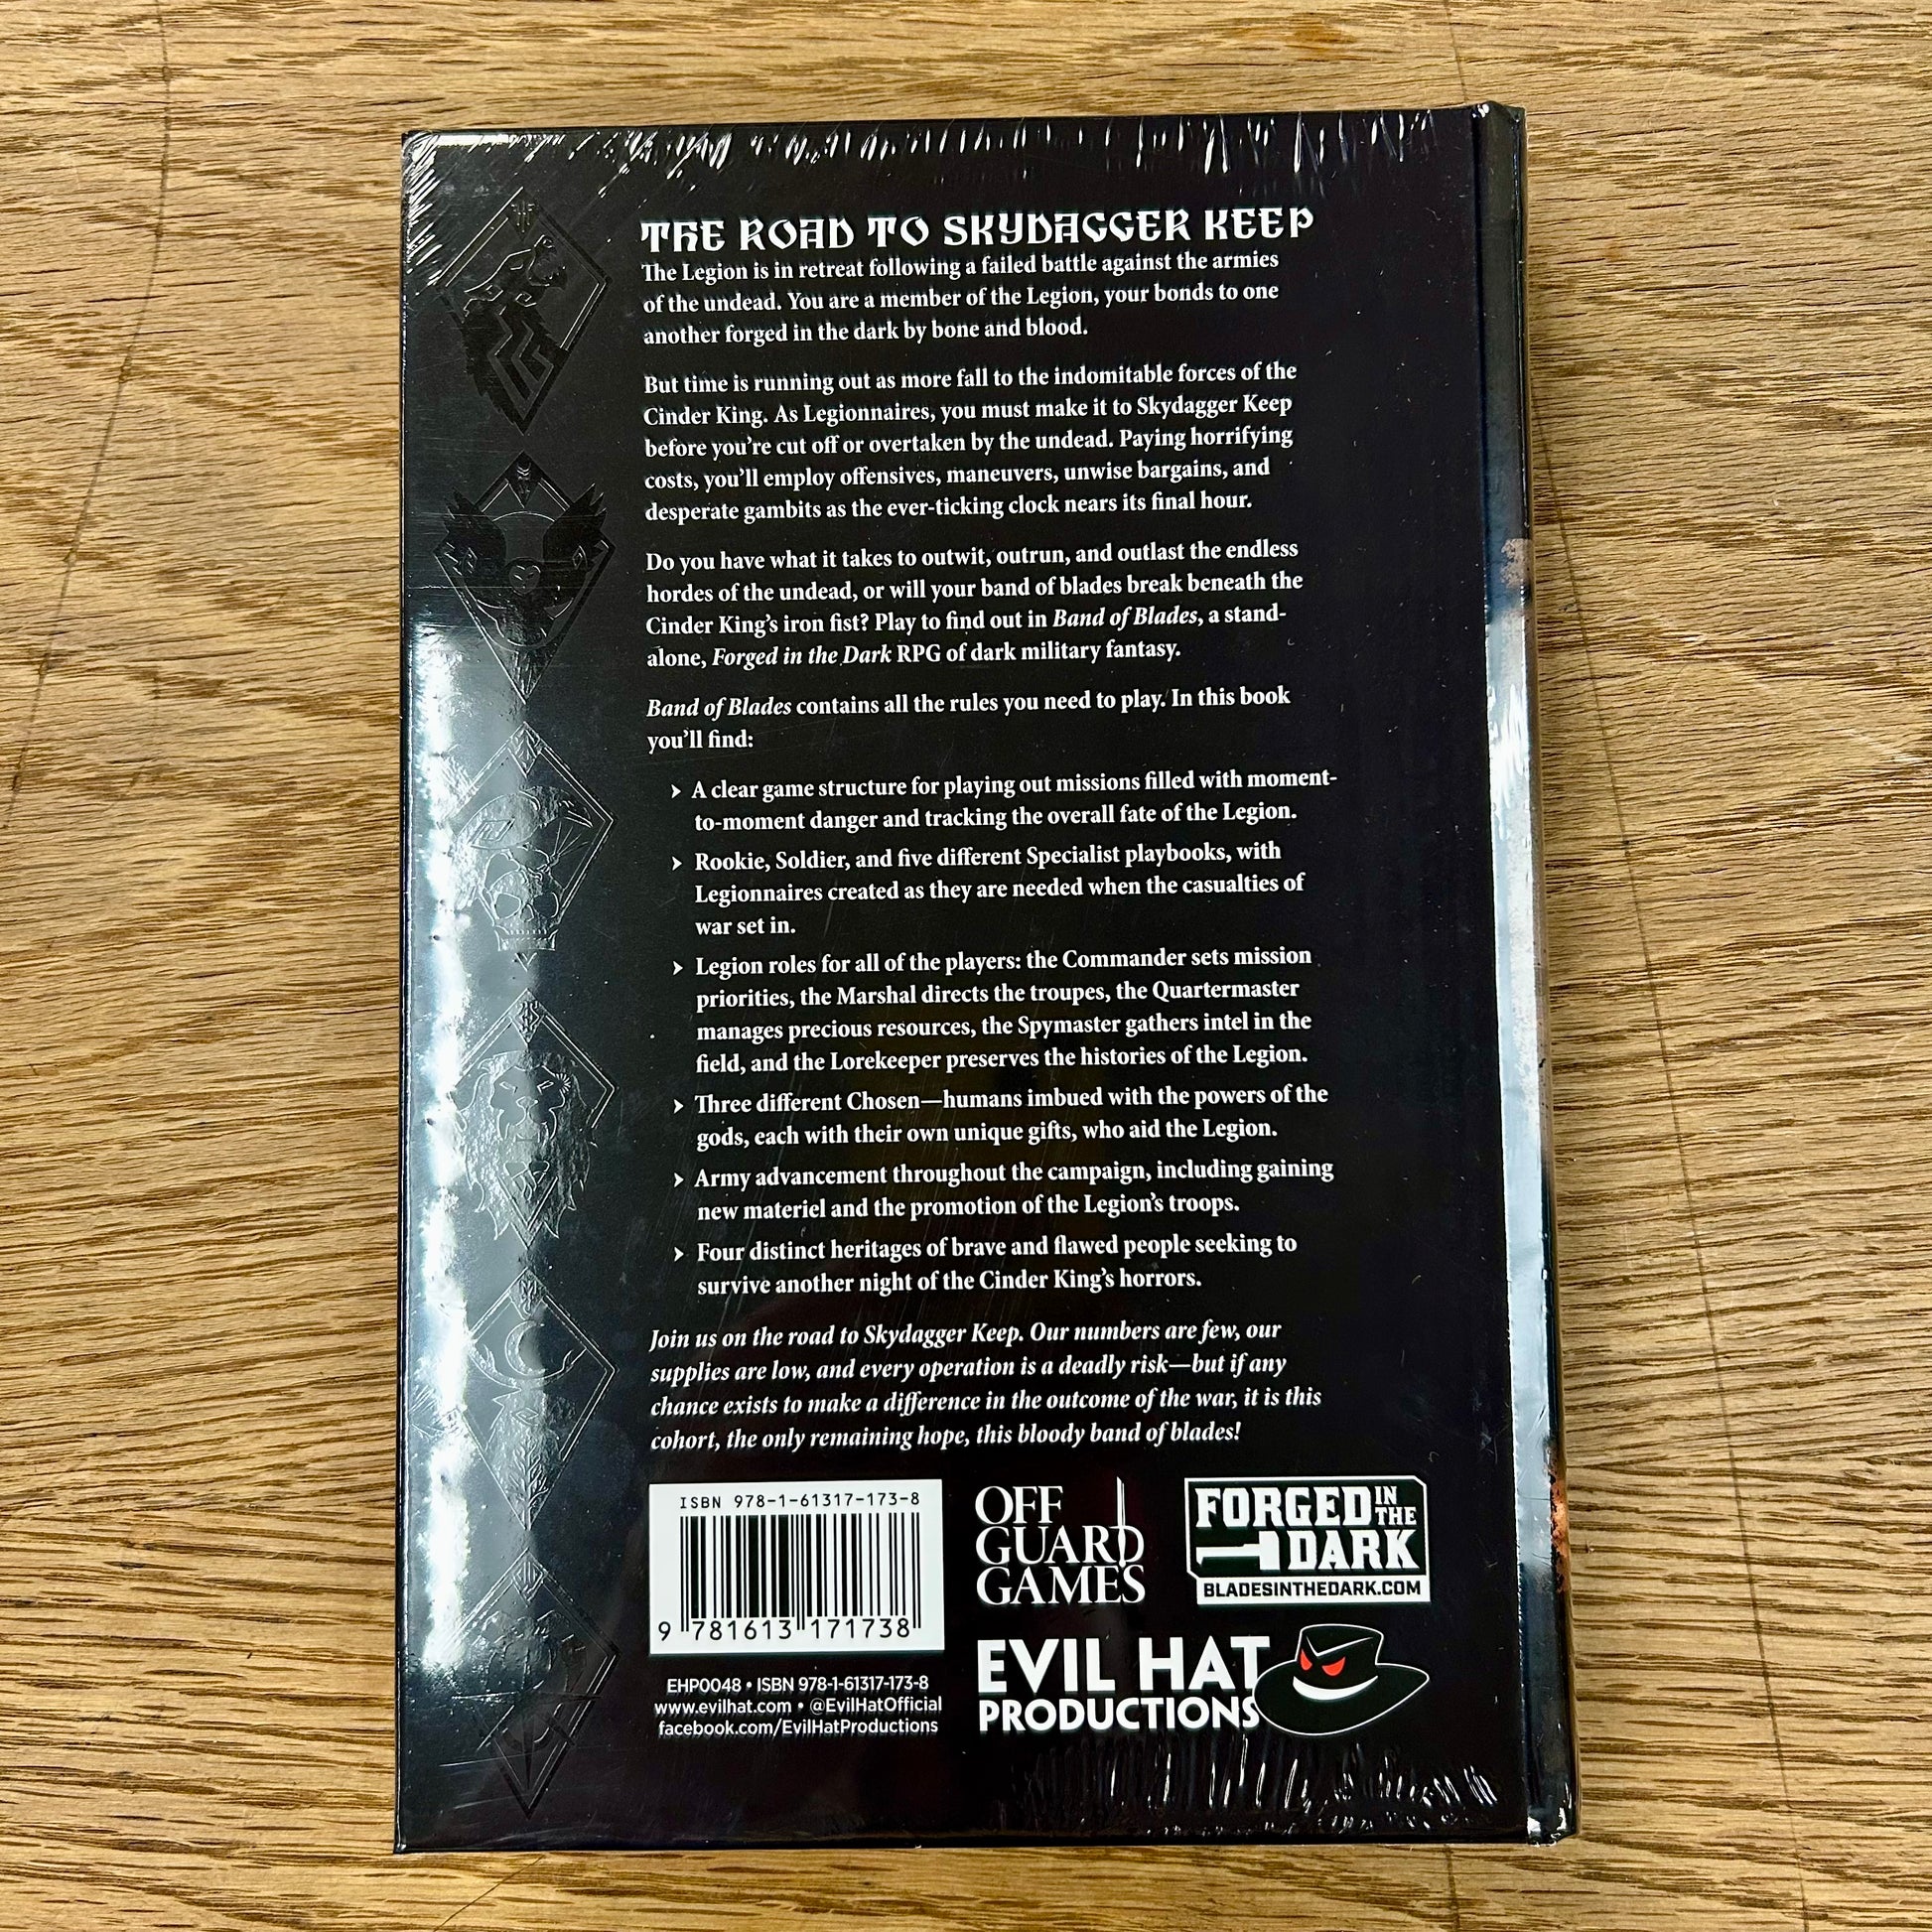 THE ROAD TO SKYDAGGER KEEP
The Legion is in retreat following a failed battle against the armies
of the undead. You are a member of the Legion, your bonds to one
another forged in the dark by bone and blood.
But time is running out as more fall to the indomitable forces of the
Cinder King. As Legionnaires, you must make it to Skydagger Keep
before you’re cut off or overtaken by the undead. Paying horrifying
costs, you’ll employ offensives, maneuvers, unwise bargains, and
desperate gambits as the ever-ticking clock nears its final hour.
Do you have what it takes to outwit, outrun, and outlast the endless
hordes of the undead, or will your band of blades break beneath the
Cinder King’s iron fist? Play to find out in Band of Blades, a stand-
alone, Forged in the Dark RPG of dark military fantasy.
Band of Blades contains all the rules you need to play. In this book
you’ll find:
› A clear game structure for playing out missions filled with moment-
to-moment danger and tracking the overall fate of the Legion.
› Rookie, Soldier, and five different Specialist playbooks, with
Legionnaires created as they are needed when the casualties of
war set in.
› Legion roles for all of the players: the Commander sets mission
priorities, the Marshal directs the troupes, the Quartermaster
manages precious resources, the Spymaster gathers intel in the
field, and the Lorekeeper preserves the histories of the Legion.
› Three different Chosen—humans imbued with the powers of the
gods, each with their own unique gifts, who aid the Legion.
› Army advancement throughout the campaign, including gaining
new materiel and the promotion of the Legion’s troops.
› Four distinct heritages of brave and flawed people seeking to
survive another night of the Cinder King’s horrors.
Join us on the road to Skydagger Keep. Our numbers are few, our
supplies are low, and every operation is a deadly risk—but if any
chance exists to make a difference in the outcome of the war, it is this
cohort, the only remaining hope, this bloody band of blades!
ISBN 978-1-61317-173-8
9 781613 171738
EHP0048 • ISBN 978-1-61317-173-8
www.evilhat.com • @EvilHatOfficial
facebook.com/EvilHatProductions
OFF
GUARD
GAMES
FORGED IN THE
DARK
BLADESINTHEDARK.COM
EVIL HAT
PRODUCTIONS